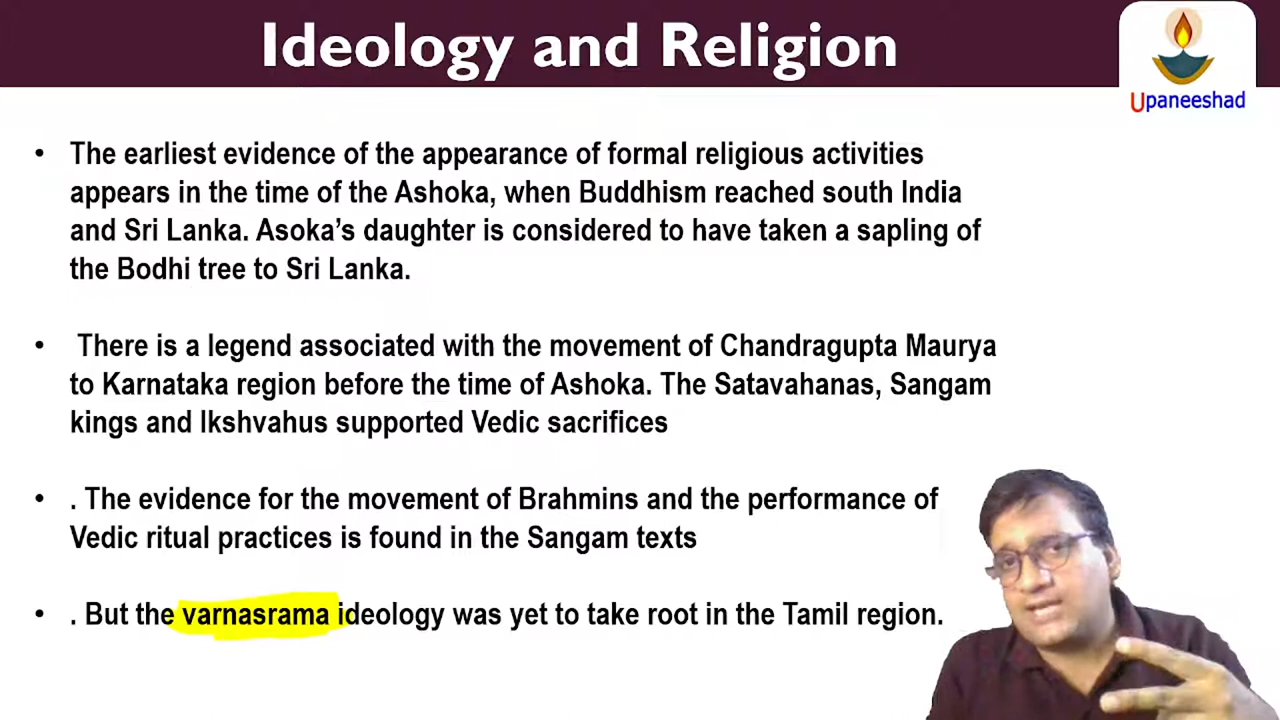 Ideology and Religion
Upaneeshad
• The earliest evidence of the appearance of formal religious activities
appears in the time of the Ashoka, when Buddhism reached south India
and Sri Lanka. Asoka’s daughter is considered to have taken a sapling of
the Bodhi tree to Sri Lanka.
• There is a legend associated with the movement of Chandragupta Maurya
to Karnataka region before the time of Ashoka. The Satavahanas, Sangam
kings and Ikshvahus supported Vedic sacrifices
• . The evidence for the movement of Brahmins and the performance of
Vedic ritual practices is found in the Sangam texts
• . But the varnasrama ideology was yet to take root in the Tamil region.